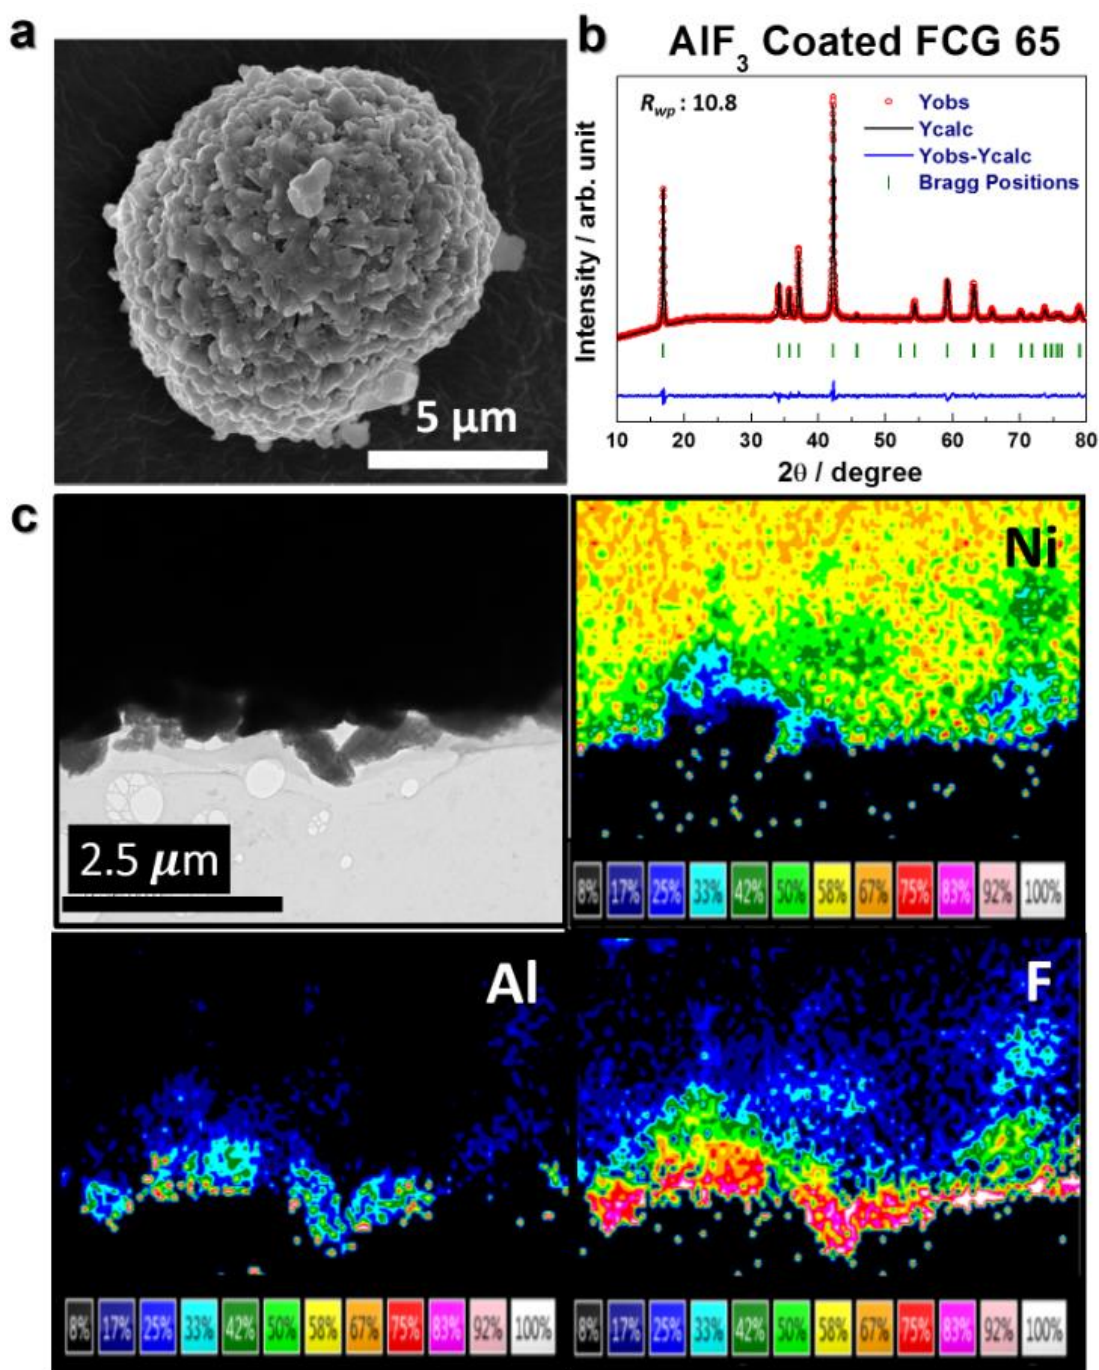 a
b
AlF₃ Coated FCG 65
R_wp : 10.8
Yobs
Ycalc
Yobs-Ycalc
Bragg Positions
Intensity / arb. unit
10 20 30 40 50 60 70 80
2θ / degree
5 µm
c
2.5 µm
Ni
8% 17% 25% 33% 42% 50% 58% 67% 75% 83% 92% 100%
Al
8% 17% 25% 33% 42% 50% 58% 67% 75% 83% 92% 100%
F
8% 17% 25% 33% 42% 50% 58% 67% 75% 83% 92% 100%